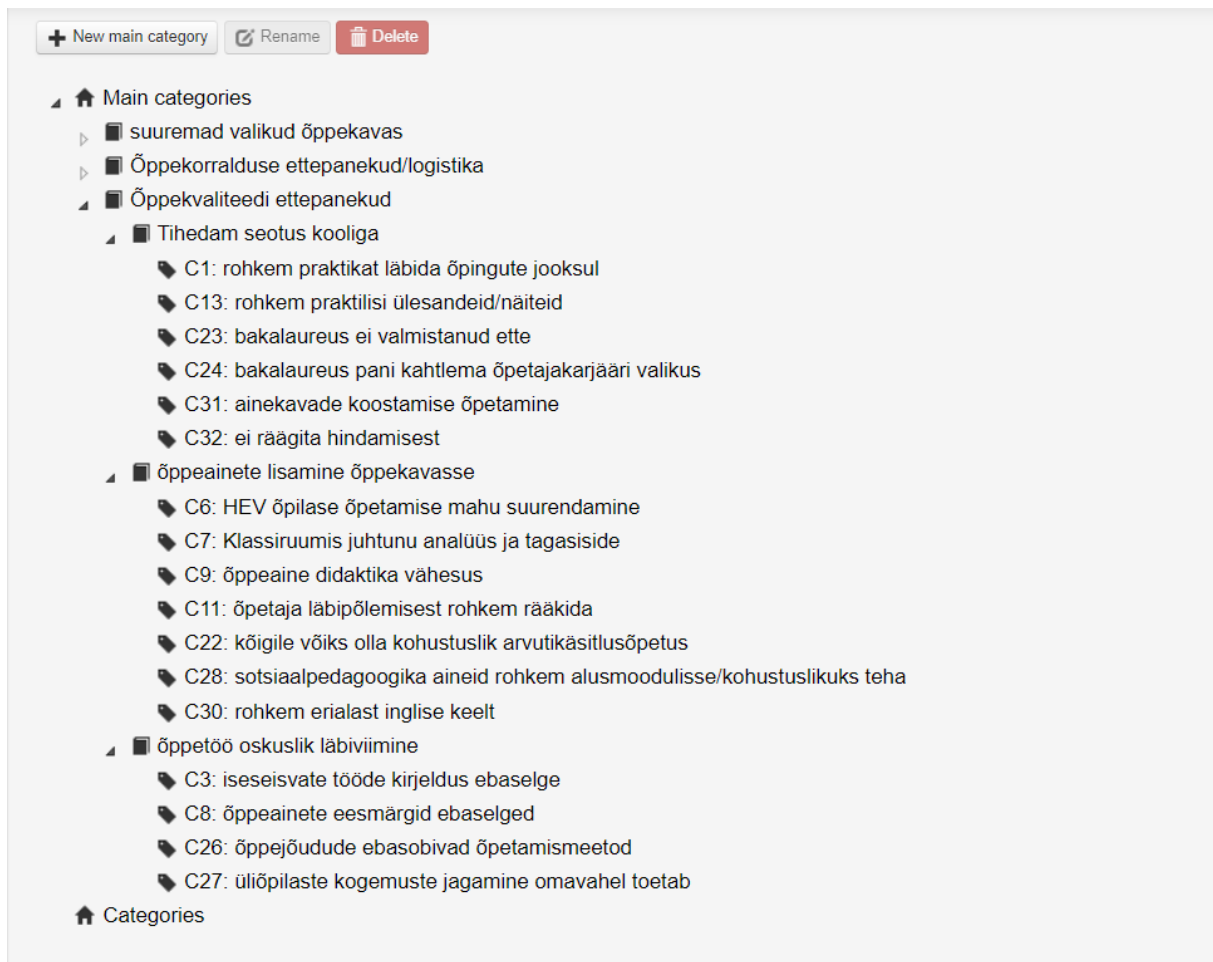 New main category Rename Delete
Main categories
suuremad valikud õppekavas
Õppekorralduse ettepanekud/logistika
Õppekvaliteedi ettepanekud
Tihedam seotus kooliga
C1: rohkem praktikat läbida õpingute jooksul
C13: rohkem praktilisi ülesandeid/näiteid
C23: bakalaureus ei valmistanud ette
C24: bakalaureus pani kahtlema õpetajakarjääri valikus
C31: ainekavade koostamise õpetamine
C32: ei räägita hindamisest
õppeainete lisamine õppekavasse
C6: HEV õpilase õpetamise mahu suurendamine
C7: Klassiruumis juhtunu analüüs ja tagasiside
C9: õppeaine didaktika vähesus
C11: õpetaja läbipõlemisest rohkem rääkida
C22: kõigile võiks olla kohustuslik arvutikäsitlusõpetus
C28: sotsiaalpedagoogika aineid rohkem alusmoodulisse/kohustuslikuks teha
C30: rohkem erialast inglise keelt
õppetöö oskuslik läbiviimine
C3: iseseisvate tööde kirjeldus ebaselge
C8: õppeainete eesmärgid ebaselged
C26: õppejõudude ebasobivad õpetamismeetod
C27: üliõpilaste kogemuste jagamine omavahel toetab
Categories